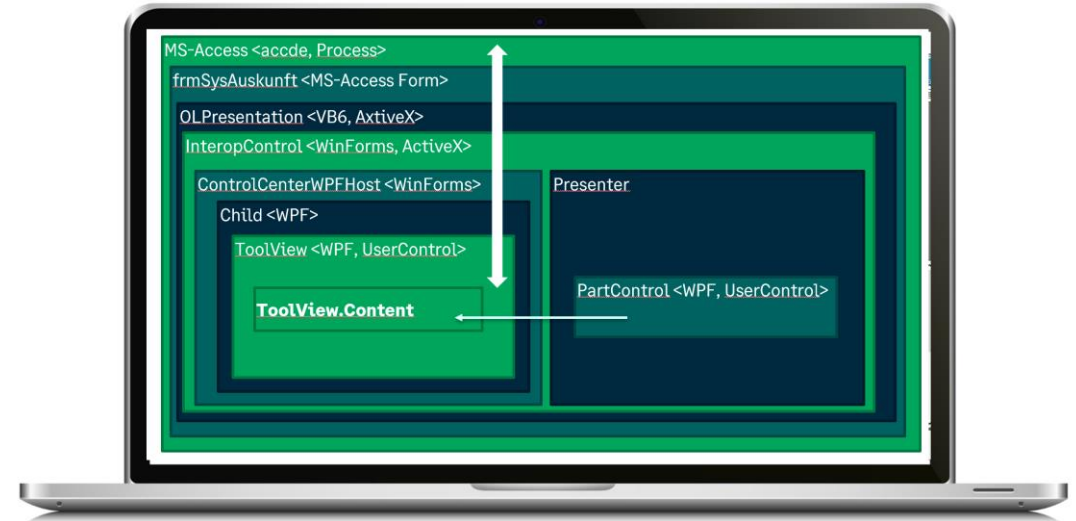 MS-Access <accde, Process>
frmSysAuskunft <MS-Access Form>
OLPresentation <VB6, AxtiveX>
InteropControl <WinForms, ActiveX>
ControlCenterWPFHost <WinForms>
Presenter
Child <WPF>
ToolView <WPF, UserControl>
PartControl <WPF, UserControl>
ToolView.Content